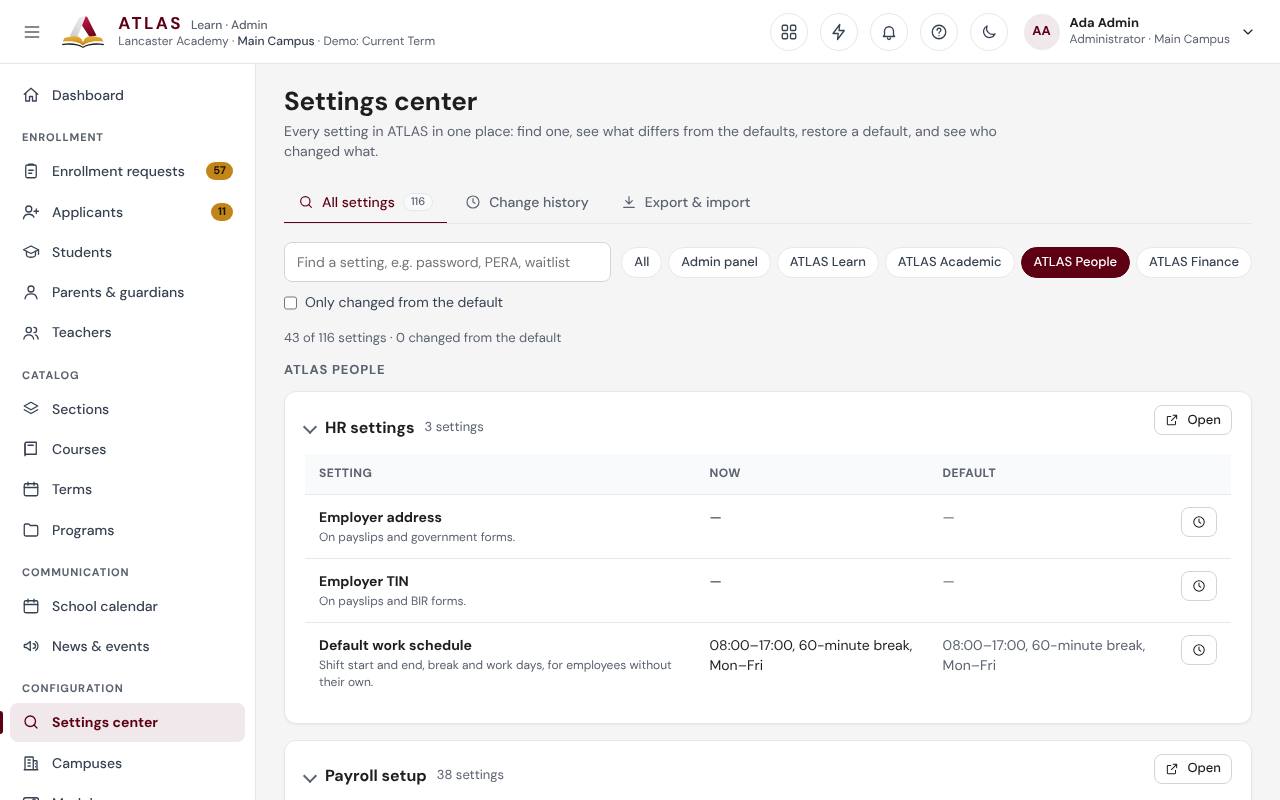 ATLAS Learn · Admin
Lancaster Academy · Main Campus · Demo: Current Term
AA
Ada Admin
Administrator · Main Campus
Dashboard
ENROLLMENT
Enrollment requests 57
Applicants 11
Students
Parents & guardians
Teachers
CATALOG
Sections
Courses
Terms
Programs
COMMUNICATION
School calendar
News & events
CONFIGURATION
Settings center
Campuses
Settings center
Every setting in ATLAS in one place: find one, see what differs from the defaults, restore a default, and see who
changed what.
All settings 116 Change history Export & import
Find a setting, e.g. password, PERA, waitlist
All Admin panel ATLAS Learn ATLAS Academic ATLAS People ATLAS Finance
Only changed from the default
43 of 116 settings · 0 changed from the default
ATLAS PEOPLE
HR settings 3 settings Open
SETTING NOW DEFAULT
Employer address — —
On payslips and government forms.
Employer TIN — —
On payslips and BIR forms.
Default work schedule 08:00–17:00, 60-minute break, 08:00–17:00, 60-minute break,
Shift start and end, break and work days, for employees without Mon–Fri Mon–Fri
their own.
Payroll setup 38 settings Open